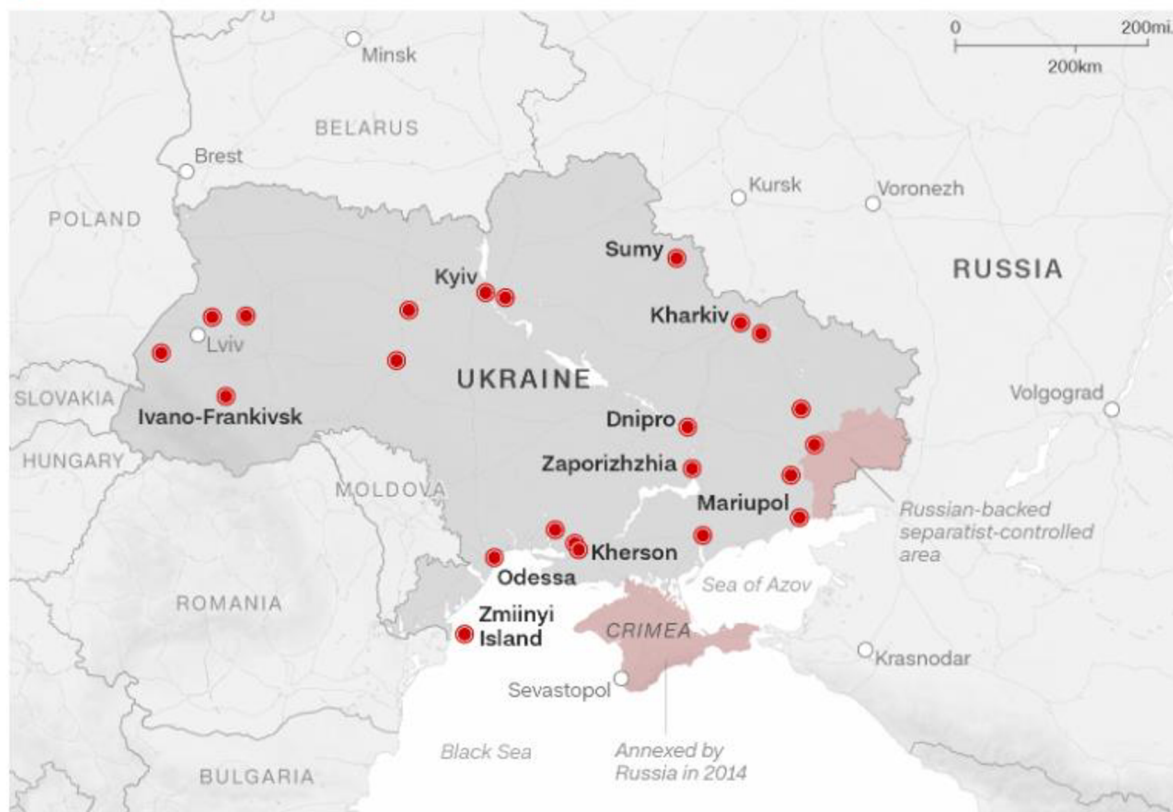 0
200mi.
200km
Minsk
BELARUS
Brest
Kursk
Voronezh
POLAND
Sumy
RUSSIA
Kyiv
Kharkiv
Lviv
UKRAINE
SLOVAKIA
Volgograd
Ivano-Frankivsk
Dnipro
HUNGARY
Zaporizhzhia
MOLDOVA
Mariupol
Russian-backed
separatist-controlled
area
Kherson
Odessa
Sea of Azov
ROMANIA
Zmiinyi
Island
CRIMEA
Krasnodar
Sevastopol
Black Sea
Annexed by
Russia in 2014
BULGARIA